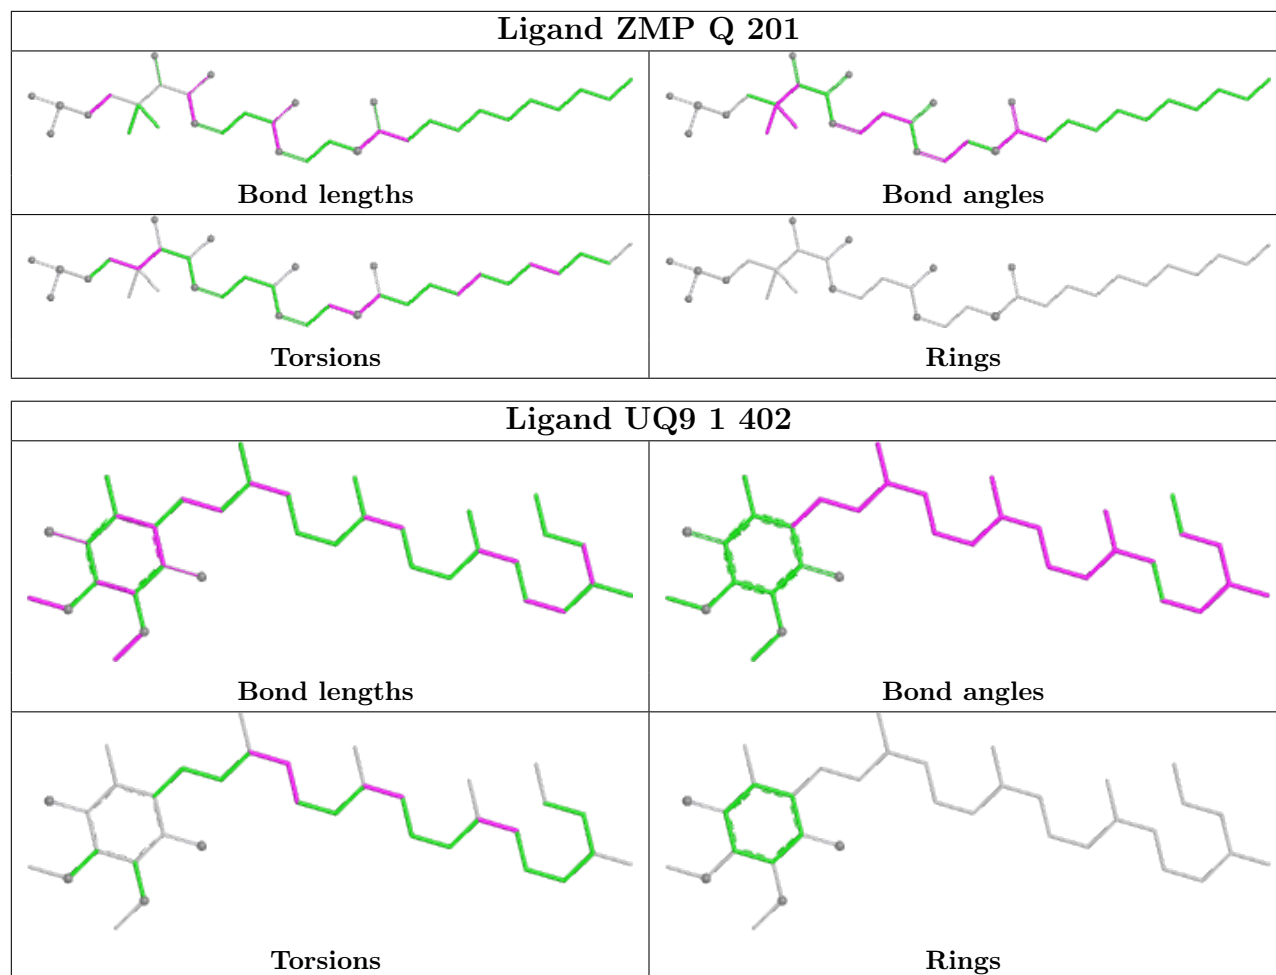 Ligand ZMP Q 201
Bond lengths
Bond angles
Torsions
Rings
Ligand UQ9 1 402
Bond lengths
Bond angles
Torsions
Rings